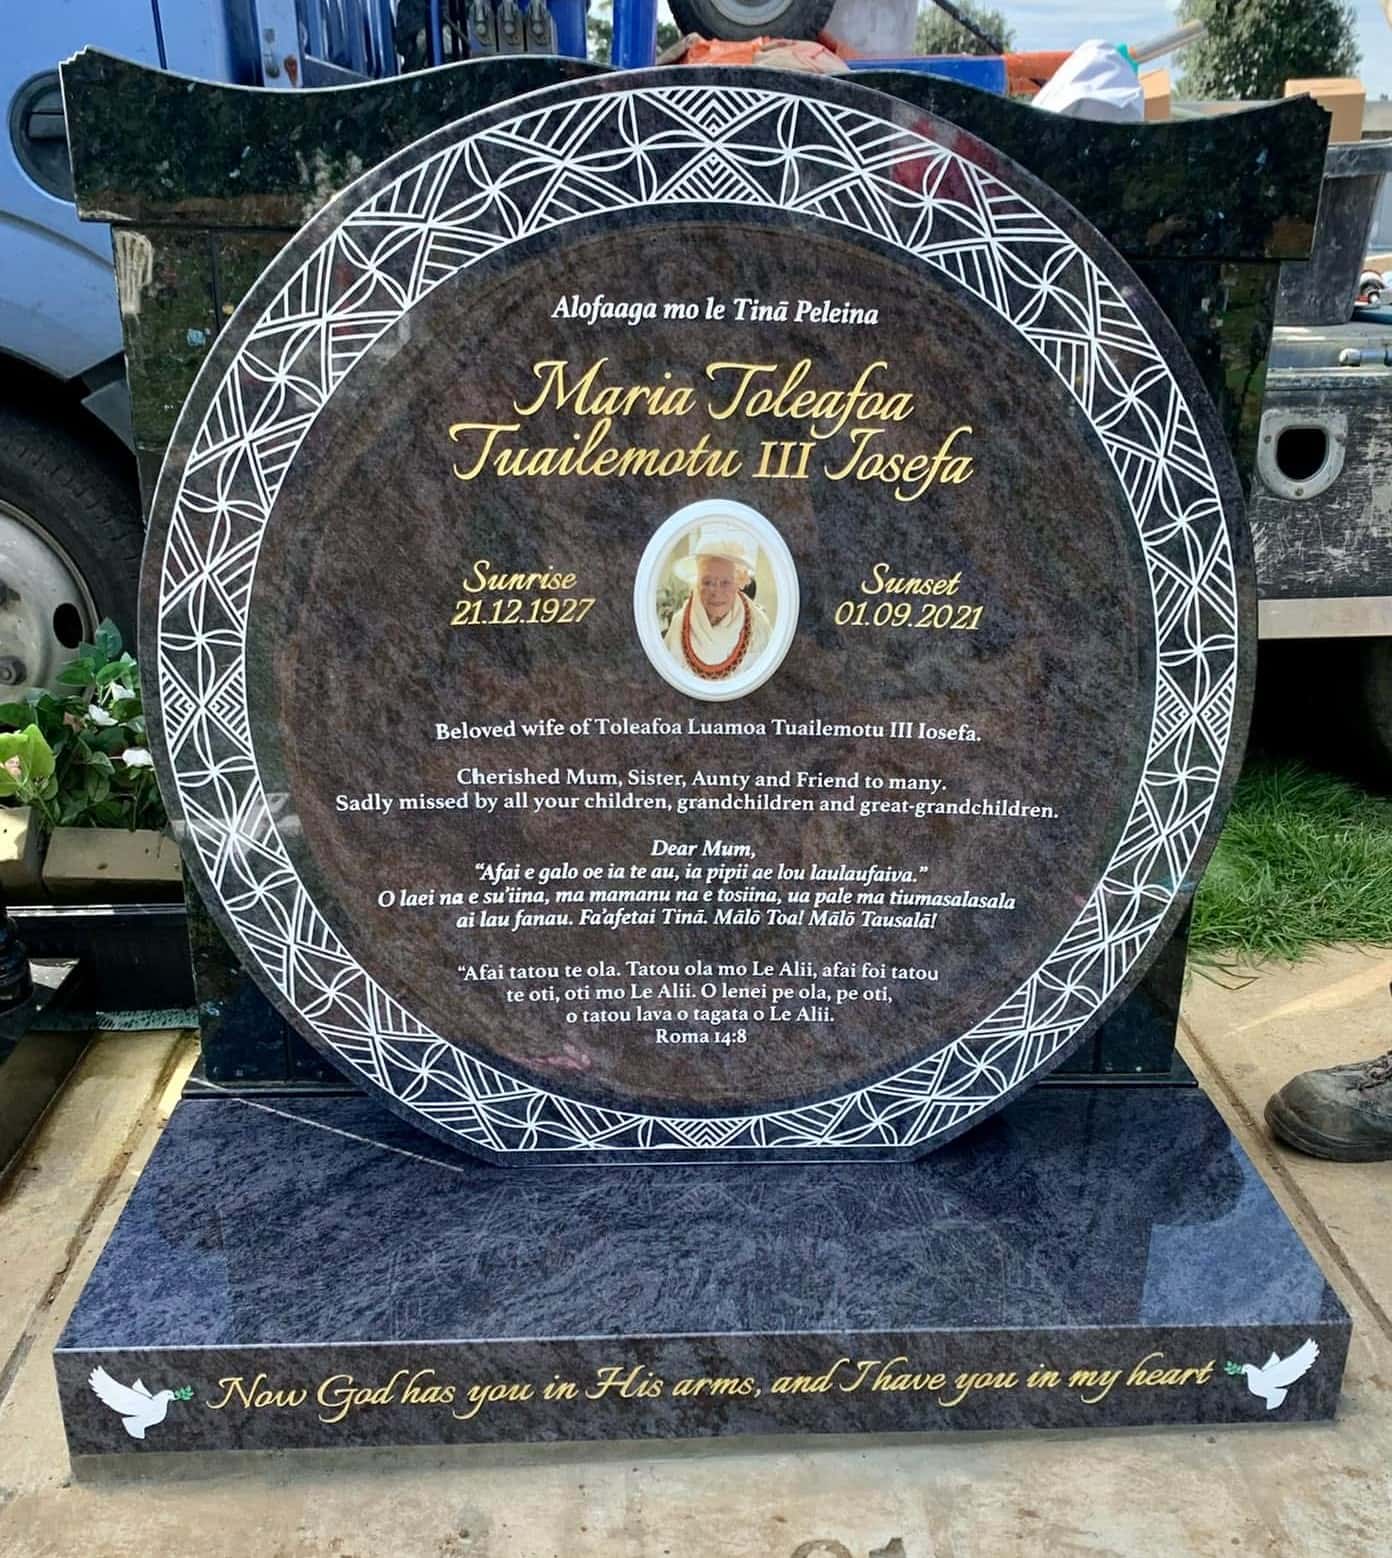 Alofaaga mo le Tinā Peleina
Maria Toleafoa
Tuailemotu III Iosefa
Sunrise
21.12.1927
Sunset
01.09.2021
Beloved wife of Toleafoa Luamoa Tuailemotu III Iosefa.
Cherished Mum, Sister, Aunty and Friend to many.
Sadly missed by all your children, grandchildren and great-grandchildren.
Dear Mum,
“Afai e galo oe ia te au, ia pipii ae lou laulaufaiva.”
O laei na e su’iina, ma mamanu na e tosiina, ua pale ma tiumasalasala
ai lau fanau. Fa’afetai Tinā. Mālō Toa! Mālō Tausalā!
“Afai tatou te ola. Tatou ola mo Le Alii, afai foi tatou
te oti, oti mo Le Alii. O lenei pe ola, pe oti,
o tatou lava o tagata o Le Alii.
Roma 14:8
Now God has you in His arms, and I have you in my heart